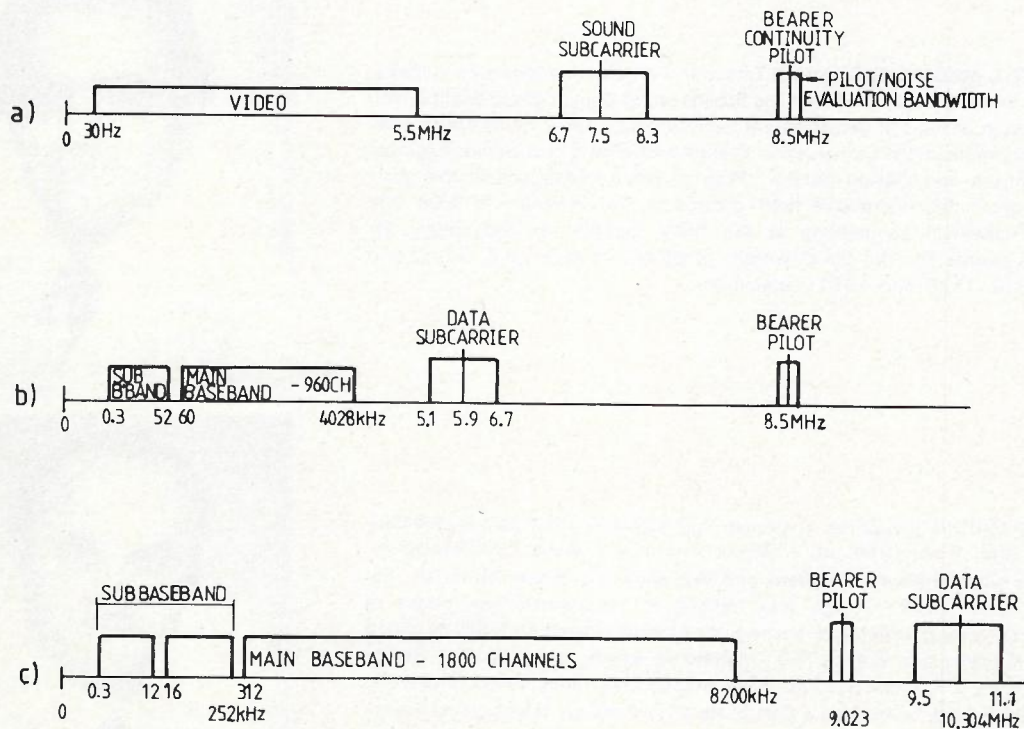 SOUND
SUBCARRIER
BEARER
CONTINUITY
PILOT
PILOT/NOISE
EVALUATION BANDWIDTH
a)
VIDEO
0
30Hz
5.5MHz
6.7
7.5
8.3
8.5MHz
DATA
SUBCARRIER
BEARER
PILOT
b)
SUB
B'BAND
MAIN
BASEBAND
-960CH
0
0.3
52
60
4028kHz
5.1
5.9
6.7
8.5MHz
SUB BASEBAND
BEARER
PILOT
DATA
SUBCARRIER
c)
MAIN BASEBAND - 1800 CHANNELS
0
0.3
12
16
252kHz
312
8200kHz
9.023
9.5
10,304MHz
11.1